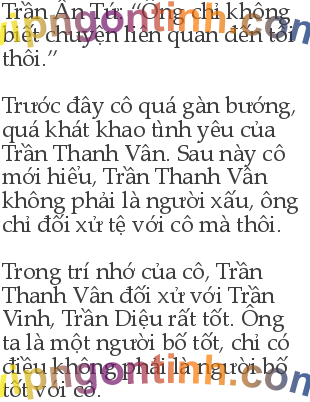 Trần Ân Tứ: “Ông chỉ không
biết chuyện liên quan đến tôi
thôi.”
Trước đây cô quá gàn bướng,
quá khát khao tình yêu của
Trần Thanh Vân. Sau này cô
mới hiểu, Trần Thanh Vân
không phải là người xấu, ông
chỉ đối xử tệ với cô mà thôi.
Trong trí nhớ của cô, Trần
Thanh Vân đối xử với Trần
Vinh, Trần Diệu rất tốt. Ông
ta là một người bố tốt, chỉ có
điều không phải là người bố
tốt với cô.